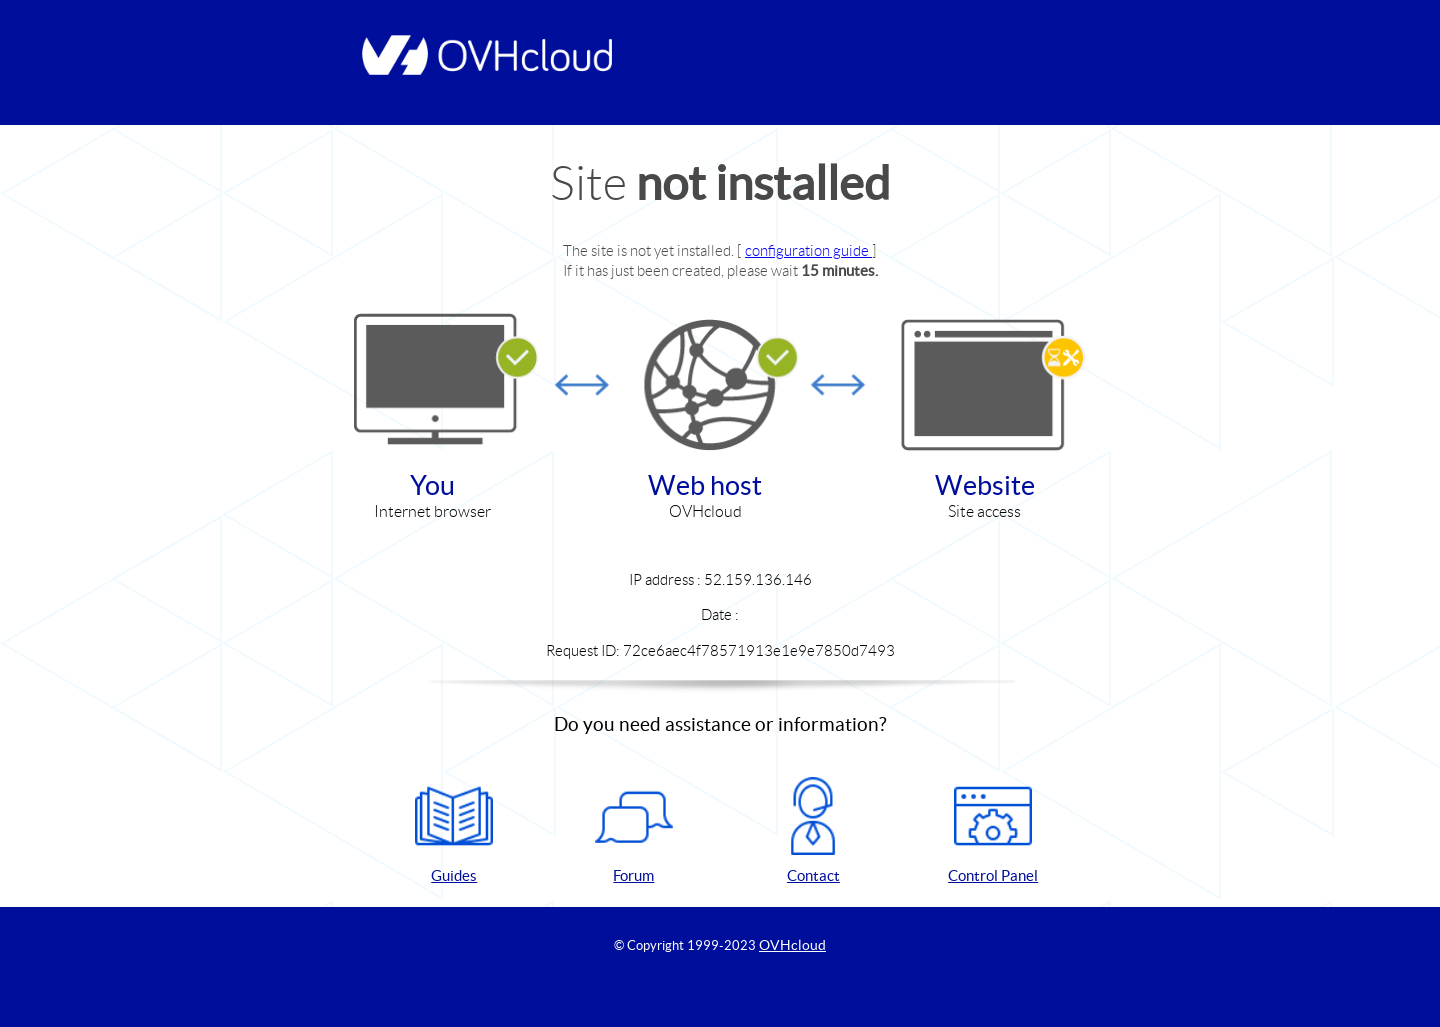 OVHcloud
Site not installed
The site is not yet installed. [ configuration guide ]
If it has just been created, please wait 15 minutes.
You
Internet browser
Web host
OVHcloud
Website
Site access
IP address : 52.159.136.146
Date :
Request ID: 72ce6aec4f78571913e1e9e7850d7493
Do you need assistance or information?
Guides
Forum
Contact
Control Panel
© Copyright 1999-2023 OVHcloud